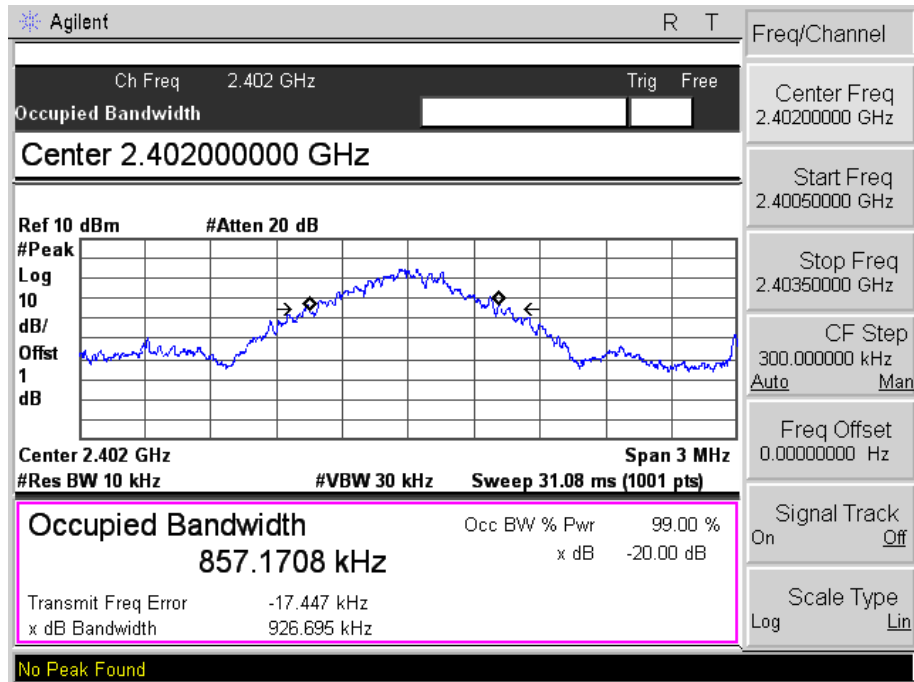 Agilent R T
Freq/Channel
Ch Freq 2.402 GHz Trig Free
Occupied Bandwidth
Center 2.402000000 GHz
Ref 10 dBm #Atten 20 dB
#Peak
Log
10
dB/
Offst
1
dB
Center 2.402 GHz Span 3 MHz
#Res BW 10 kHz #VBW 30 kHz Sweep 31.08 ms (1001 pts)
Occupied Bandwidth
857.1708 kHz
Occ BW % Pwr 99.00 %
x dB -20.00 dB
Transmit Freq Error -17.447 kHz
x dB Bandwidth 926.695 kHz
No Peak Found
Center Freq
2.40200000 GHz
Start Freq
2.40050000 GHz
Stop Freq
2.40350000 GHz
CF Step
300.000000 kHz
Auto Man
Freq Offset
0.00000000 Hz
Signal Track
On Off
Scale Type
Log Lin